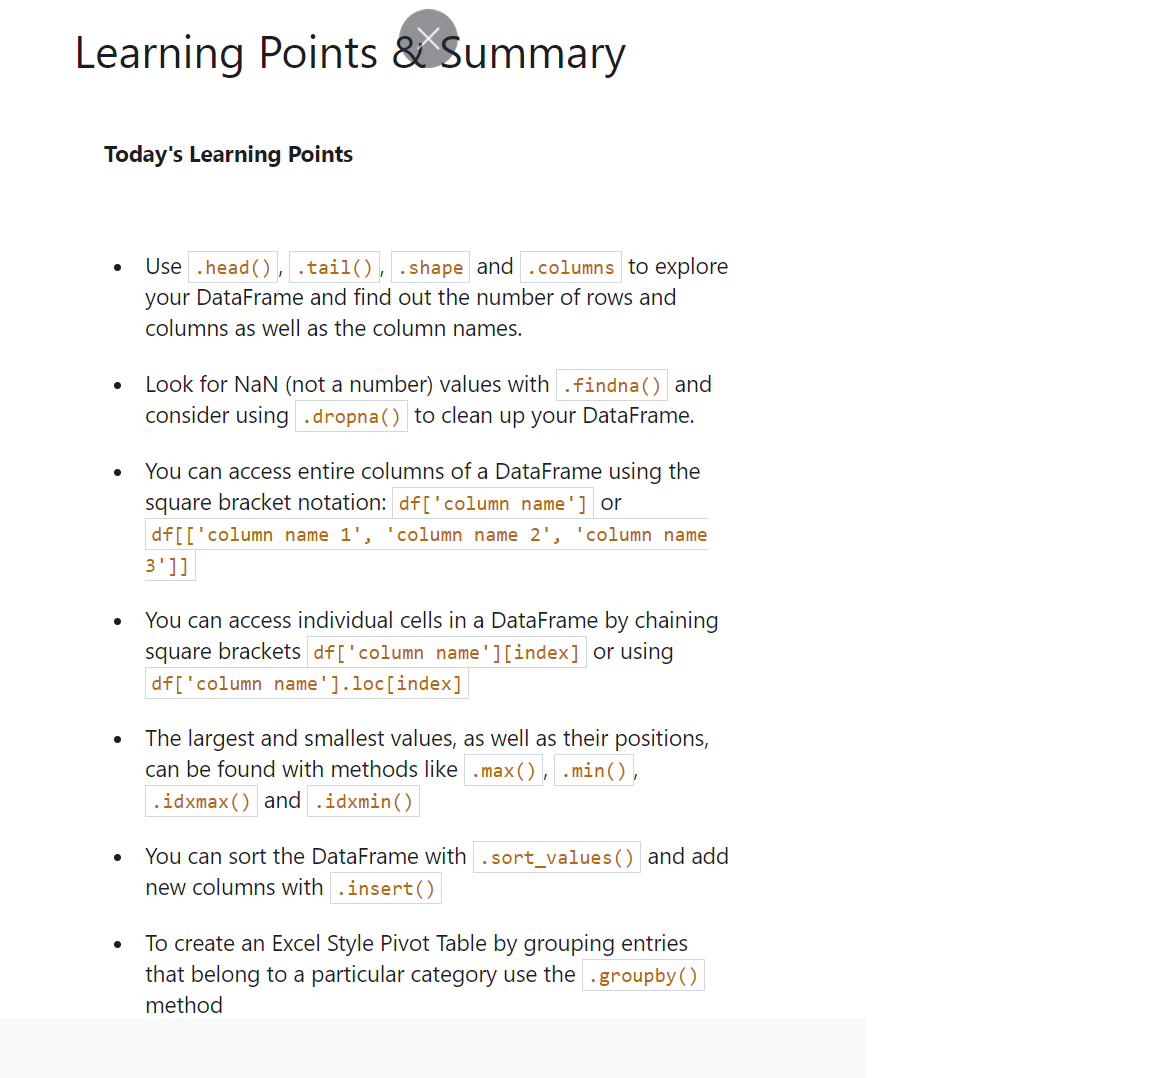 Learning Points & Summary
Today's Learning Points
Use .head(), .tail(), .shape and .columns to explore
your DataFrame and find out the number of rows and
columns as well as the column names.
Look for NaN (not a number) values with .findna() and
consider using .dropna() to clean up your DataFrame.
You can access entire columns of a DataFrame using the
square bracket notation: df['column name'] or
df[['column name 1', 'column name 2', 'column name
3']]
You can access individual cells in a DataFrame by chaining
square brackets df['column name'][index] or using
df['column name'].loc[index]
The largest and smallest values, as well as their positions,
can be found with methods like .max(), .min(),
.idxmax() and .idxmin()
You can sort the DataFrame with .sort_values() and add
new columns with .insert()
To create an Excel Style Pivot Table by grouping entries
that belong to a particular category use the .groupby()
method